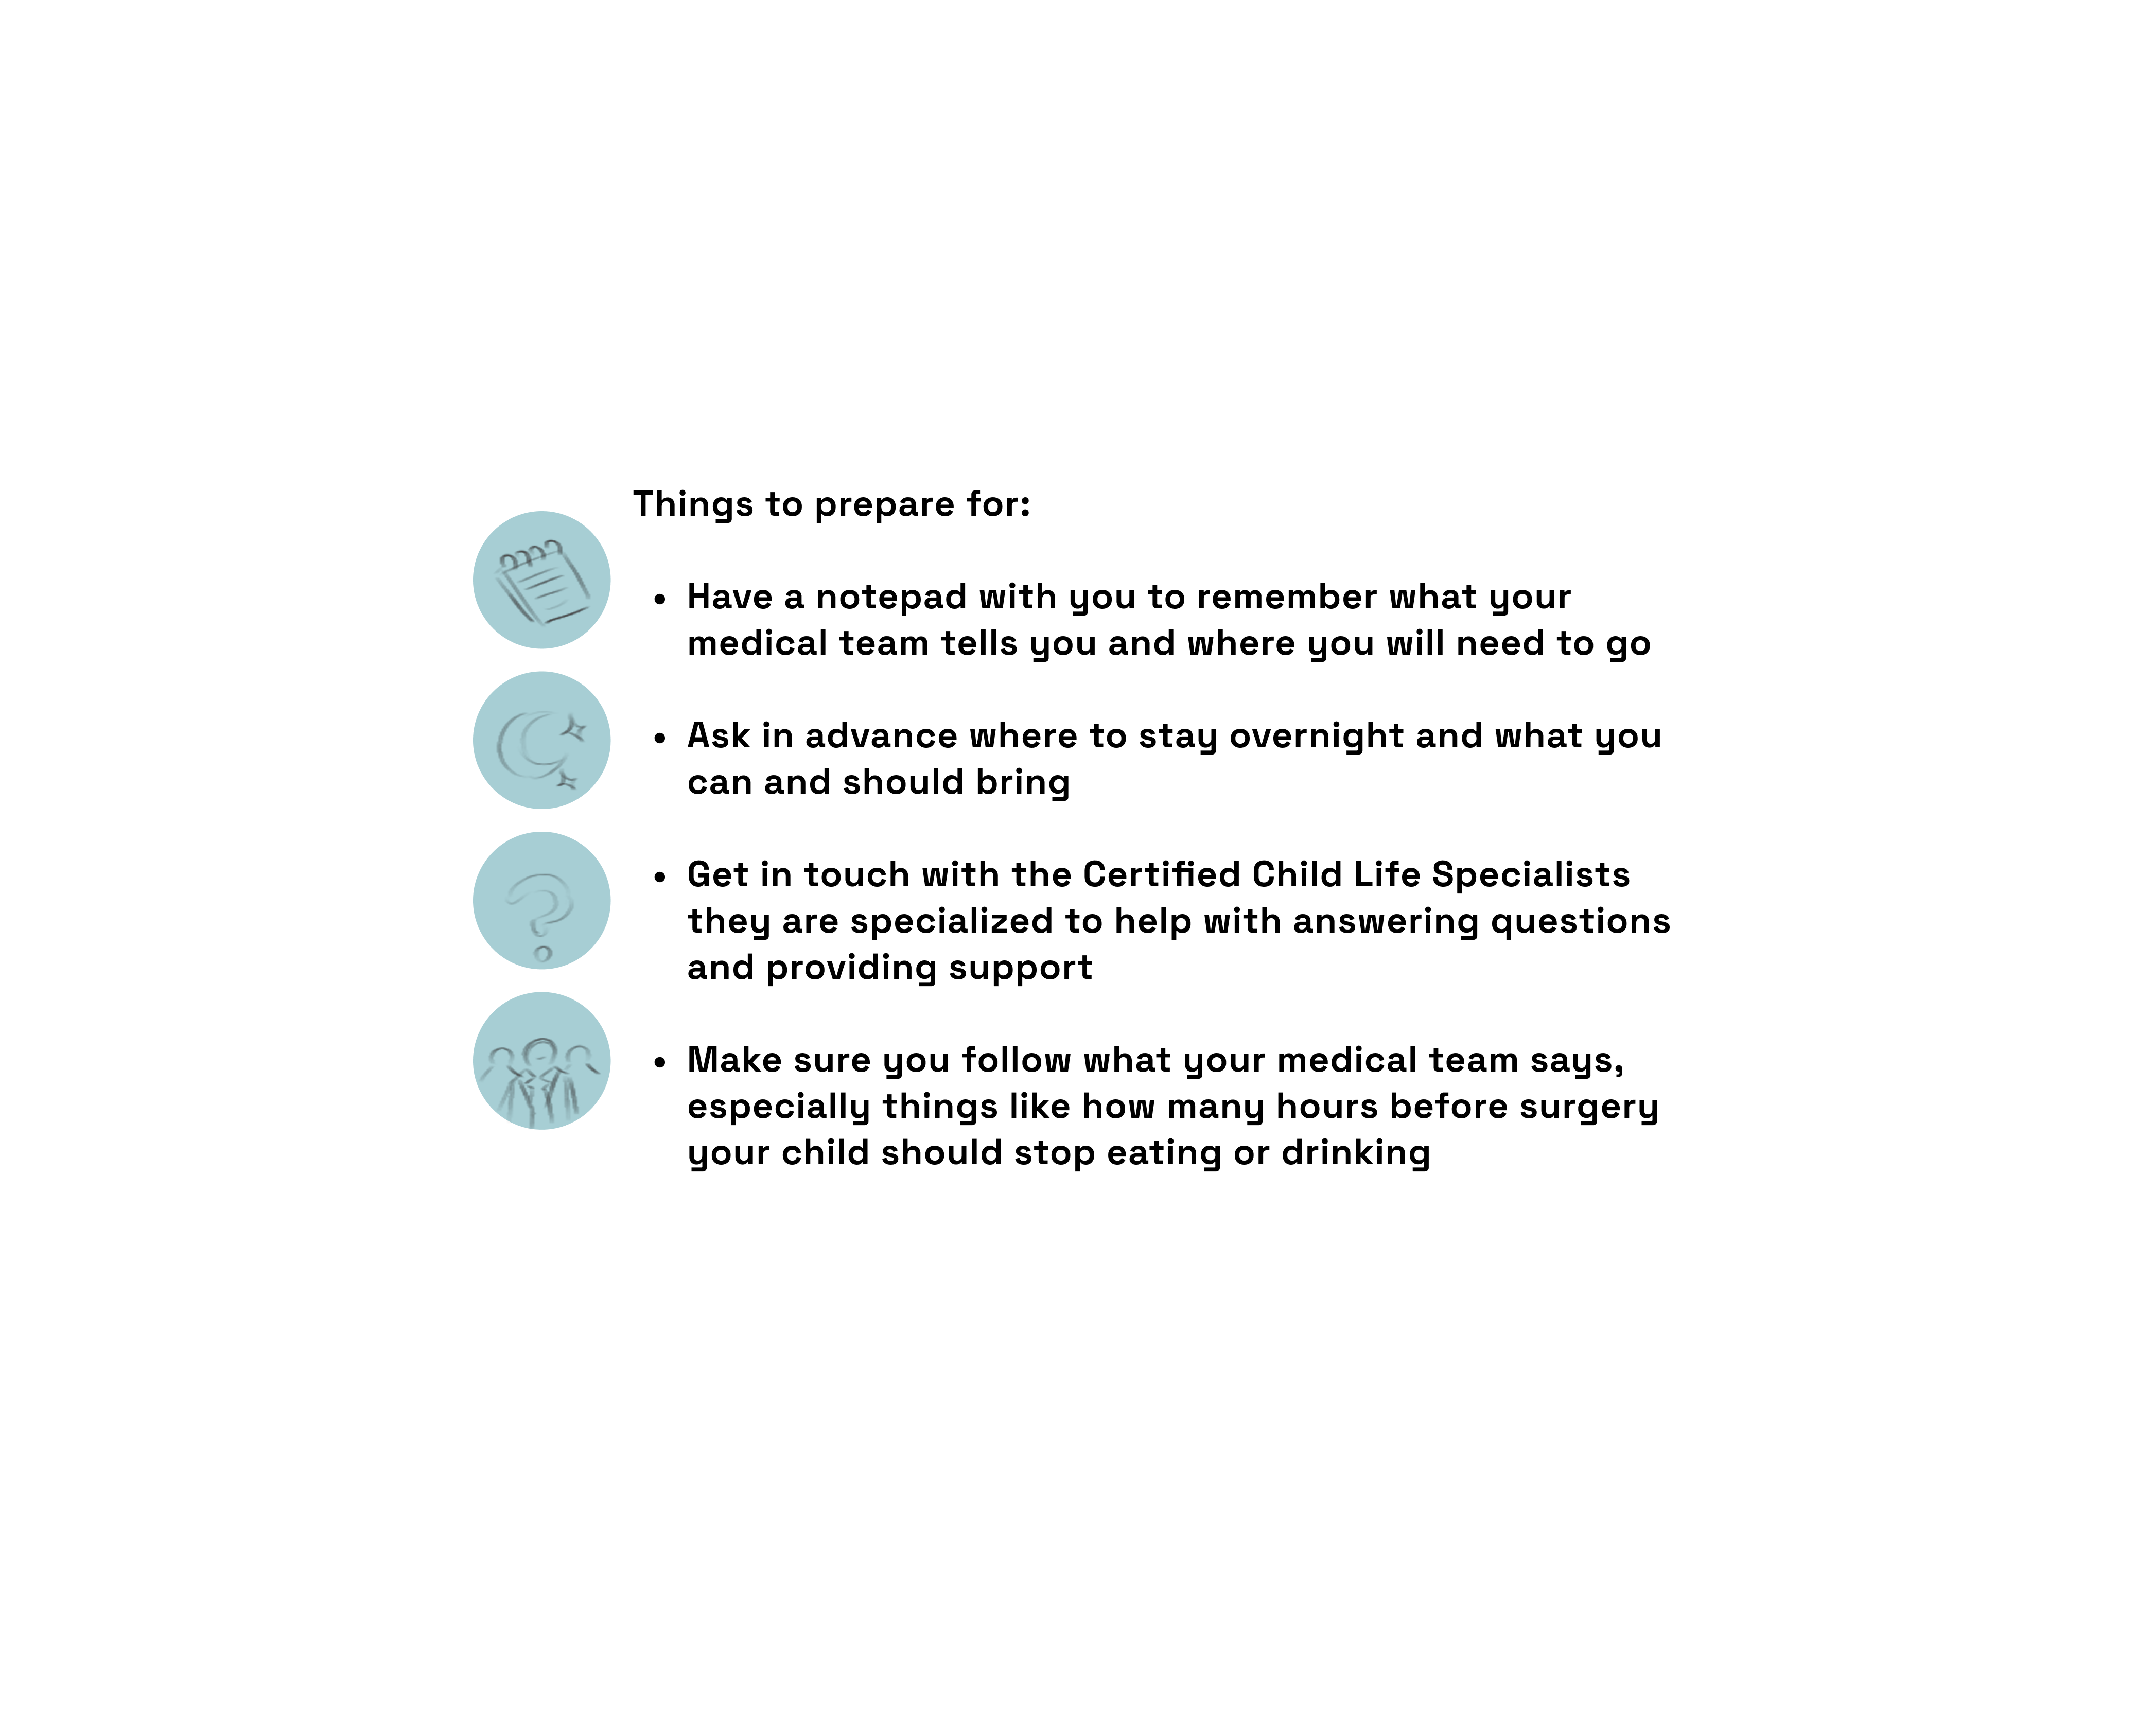 Things to prepare for:
• Have a notepad with you to remember what your
medical team tells you and where you will need to go
• Ask in advance where to stay overnight and what you
can and should bring
• Get in touch with the Certified Child Life Specialists
they are specialized to help with answering questions
and providing support
• Make sure you follow what your medical team says,
especially things like how many hours before surgery
your child should stop eating or drinking